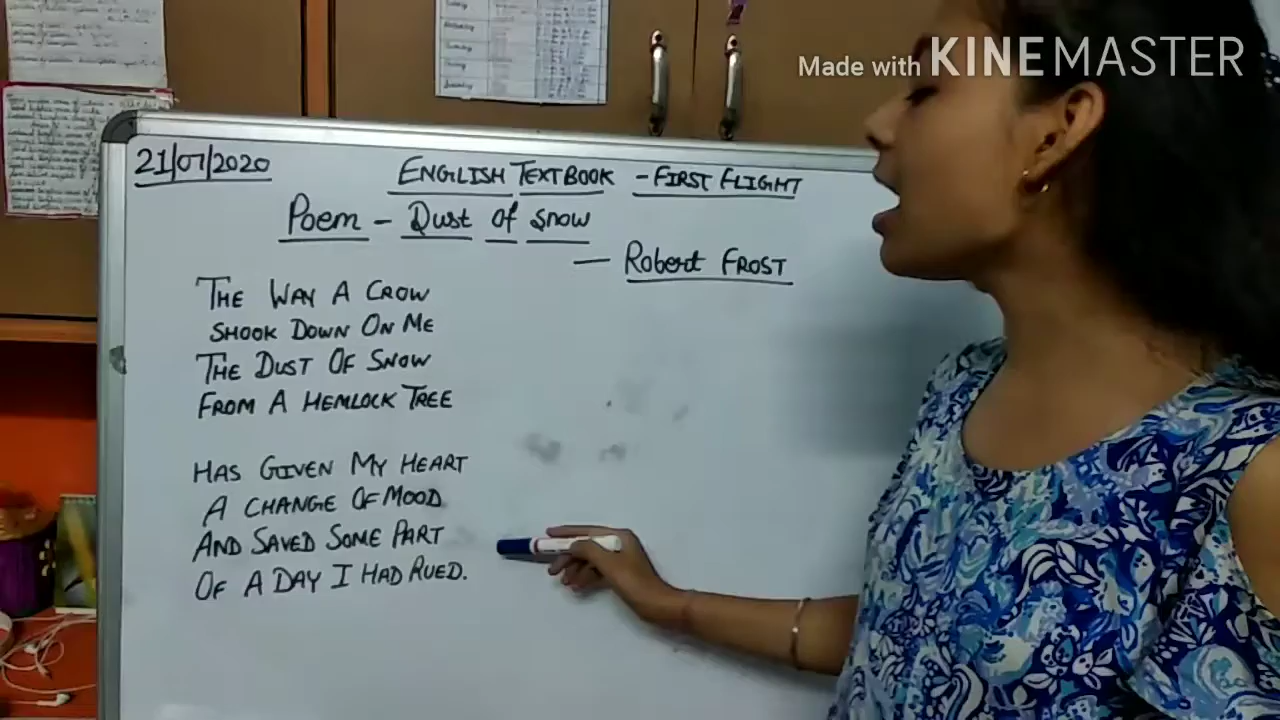 Made with KINEMASTER
21/07/2020
ENGLISH TEXTBOOK - FIRST FLIGHT
Poem - Dust of Snow
— Robert FROST
THE WAY A CROW
SHOOK DOWN ON ME
THE DUST OF SNOW
FROM A HEMLOCK TREE
HAS GIVEN MY HEART
A CHANGE OF MOOD
AND SAVED SOME PART
OF A DAY I HAD RUED.